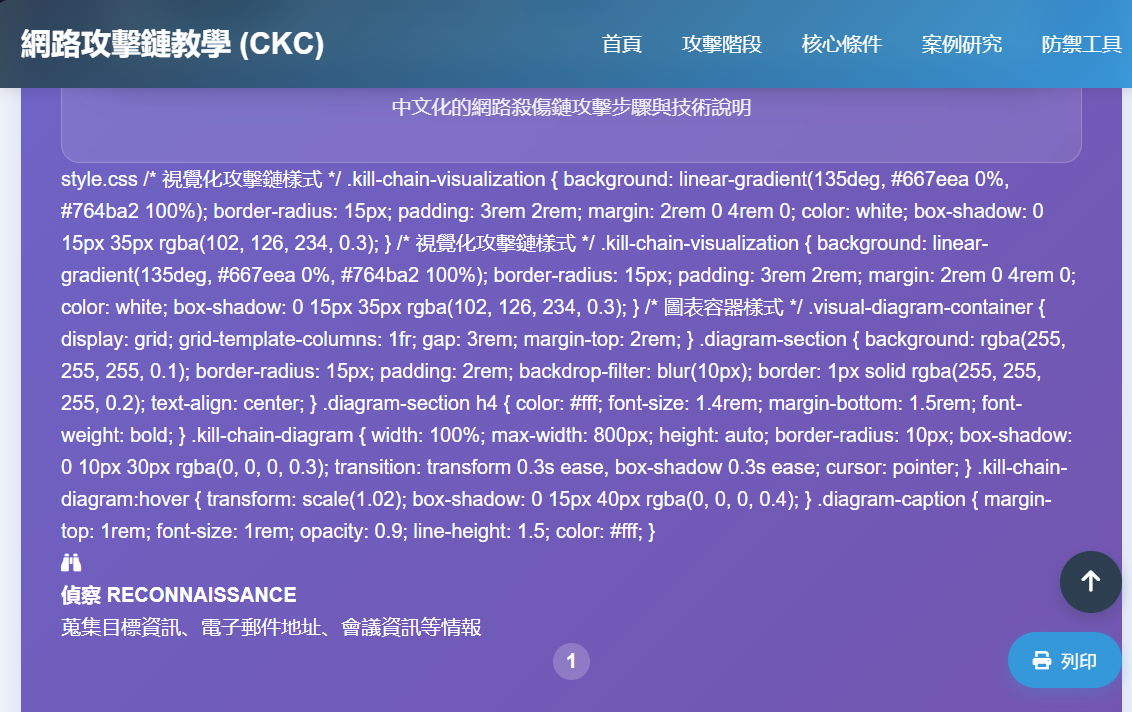 網路攻擊鏈教學 (CKC)
首頁 攻擊階段 核心條件 案例研究 防禦工具
中文化的網路殺傷鏈攻擊步驟與技術說明
style.css /* 視覺化攻擊鏈樣式 */ .kill-chain-visualization { background: linear-gradient(135deg, #667eea 0%,
#764ba2 100%); border-radius: 15px; padding: 3rem 2rem; margin: 2rem 0 4rem 0; color: white; box-shadow: 0
15px 35px rgba(102, 126, 234, 0.3); } /* 視覺化攻擊鏈樣式 */ .kill-chain-visualization { background: linear-
gradient(135deg, #667eea 0%, #764ba2 100%); border-radius: 15px; padding: 3rem 2rem; margin: 2rem 0 4rem 0;
color: white; box-shadow: 0 15px 35px rgba(102, 126, 234, 0.3); } /* 圖表容器樣式 */ .visual-diagram-container {
display: grid; grid-template-columns: 1fr; gap: 3rem; margin-top: 2rem; } .diagram-section { background: rgba(255,
255, 255, 0.1); border-radius: 15px; padding: 2rem; backdrop-filter: blur(10px); border: 1px solid rgba(255, 255,
255, 0.2); text-align: center; } .diagram-section h4 { color: #fff; font-size: 1.4rem; margin-bottom: 1.5rem; font-
weight: bold; } .kill-chain-diagram { width: 100%; max-width: 800px; height: auto; border-radius: 10px; box-shadow:
0 10px 30px rgba(0, 0, 0, 0.3); transition: transform 0.3s ease, box-shadow 0.3s ease; cursor: pointer; } .kill-chain-
diagram:hover { transform: scale(1.02); box-shadow: 0 15px 40px rgba(0, 0, 0, 0.4); } .diagram-caption { margin-
top: 1rem; font-size: 1rem; opacity: 0.9; line-height: 1.5; color: #fff; }
偵察 RECONNAISSANCE
蒐集目標資訊、電子郵件地址、會議資訊等情報
1
列印